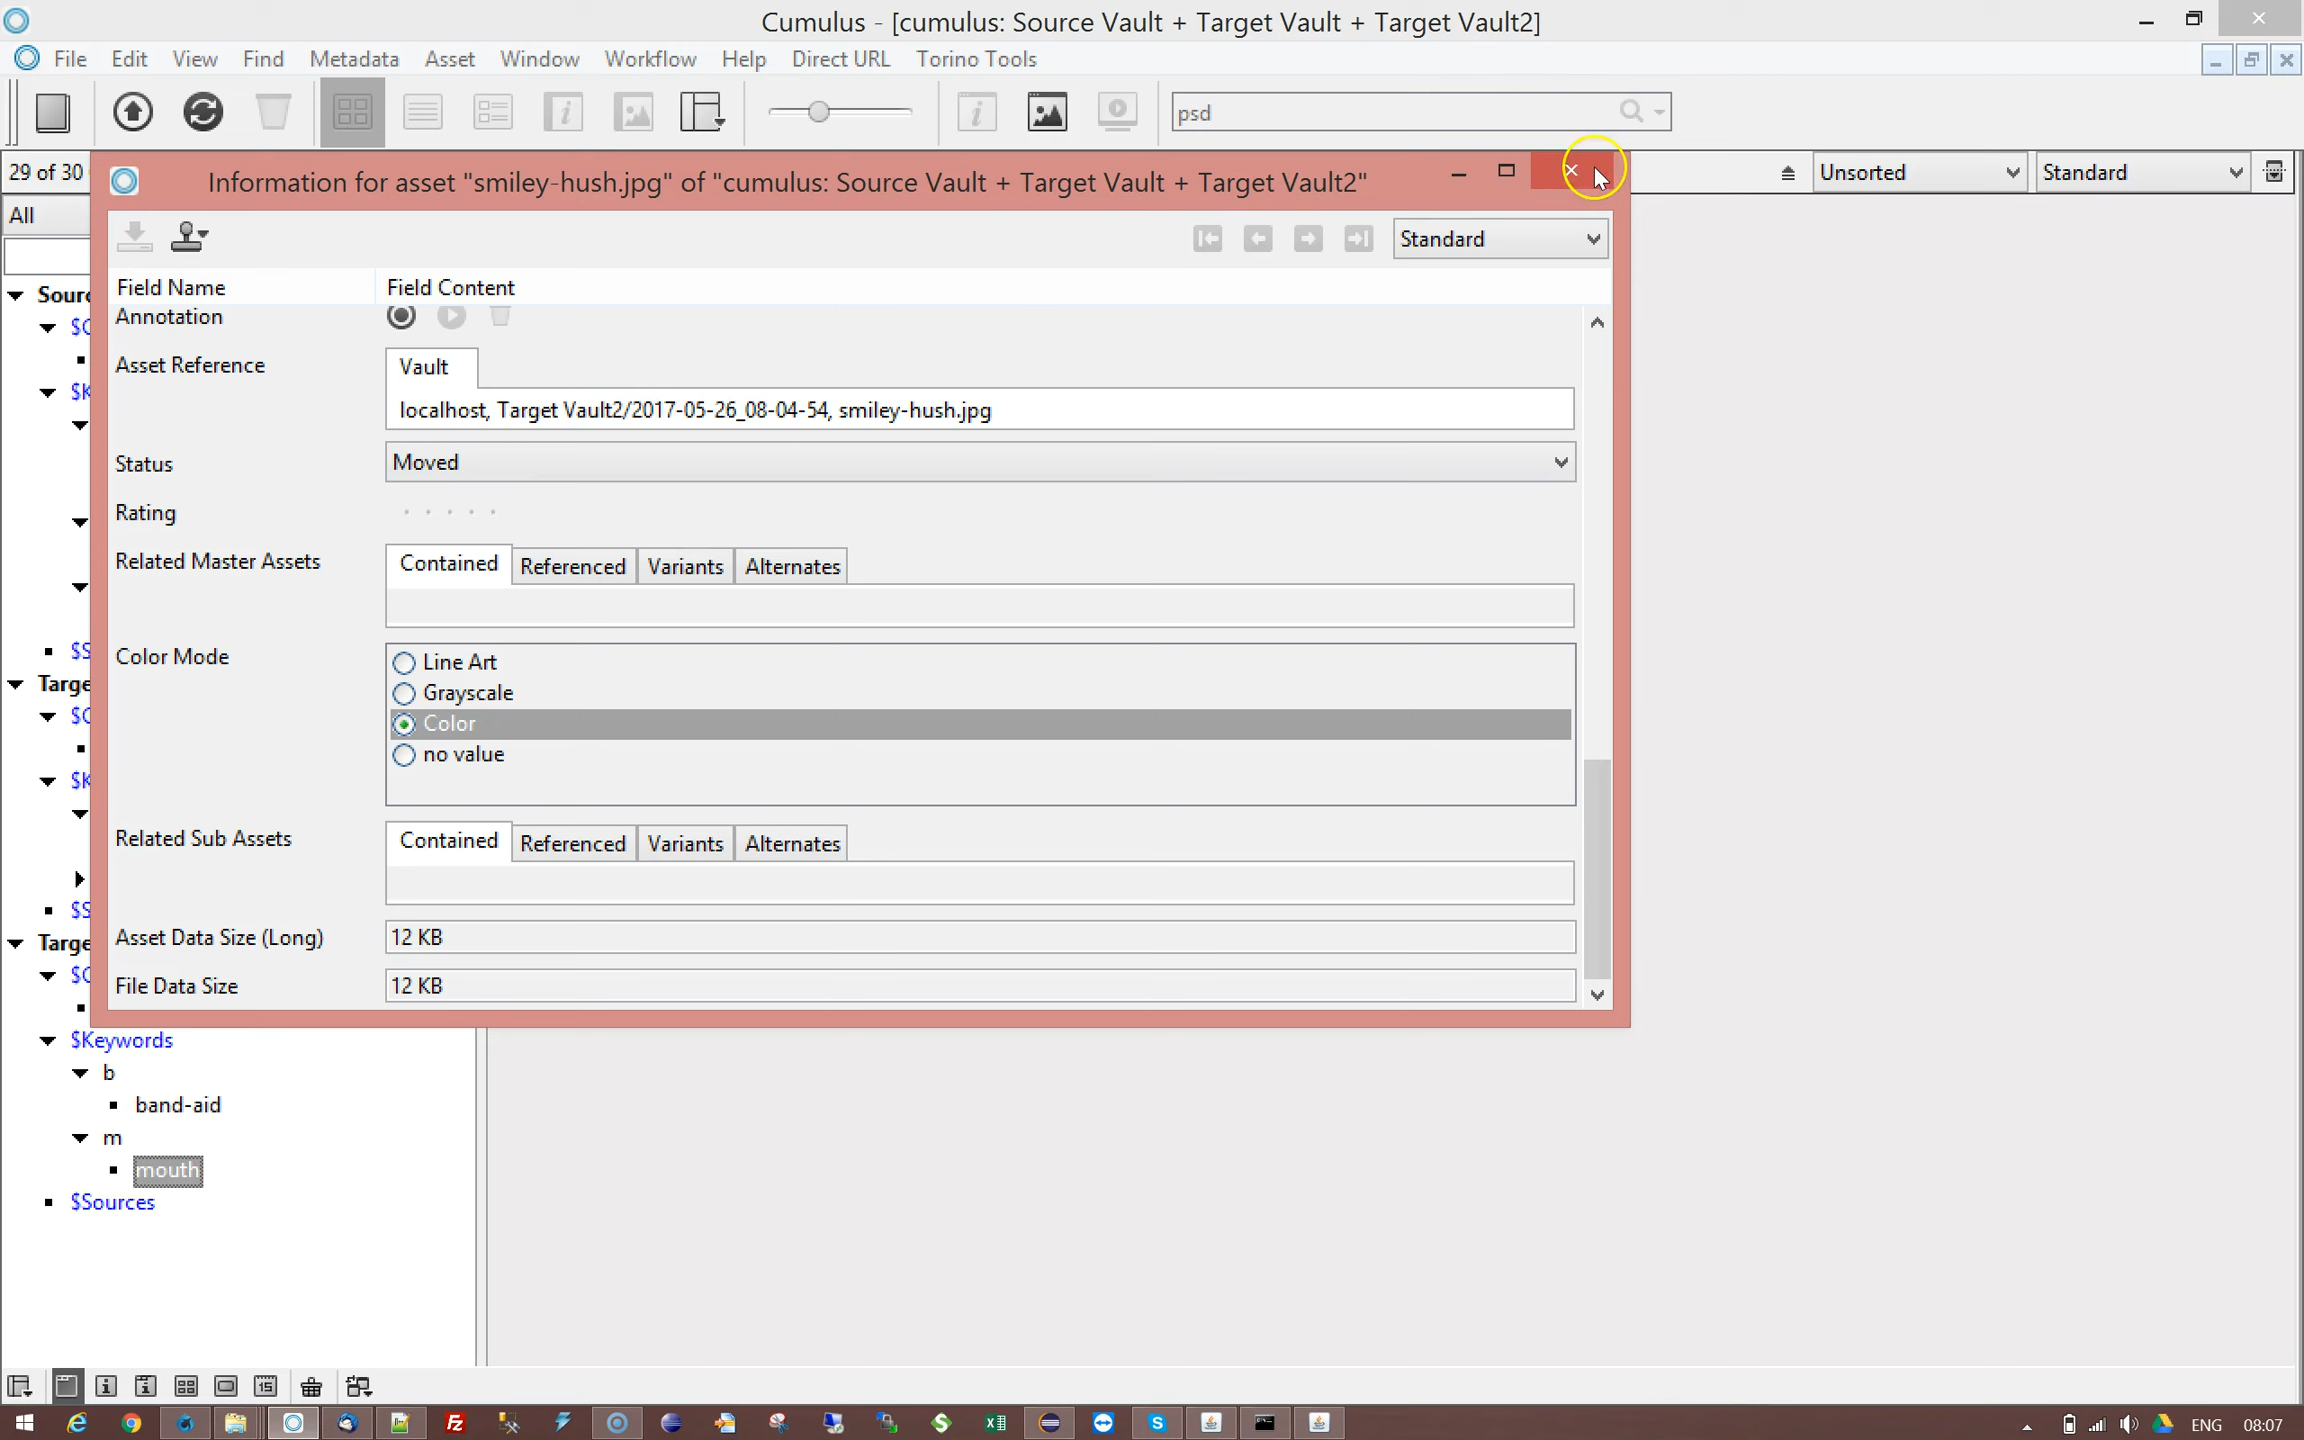 Cumulus - [cumulus: Source Vault + Target Vault + Target Vault2]
File Edit View Find Metadata Asset Window Workflow Help Direct URL Torino Tools
psd
29 of 30
Unsorted
Standard
Information for asset "smiley-hush.jpg" of "cumulus: Source Vault + Target Vault + Target Vault2"
All
Standard
Field Name Field Content
Annotation
Asset Reference
Vault
localhost, Target Vault2/2017-05-26_08-04-54, smiley-hush.jpg
Status Moved
Rating
Related Master Assets
Contained Referenced Variants Alternates
Color Mode
Line Art
Grayscale
Color
no value
Related Sub Assets
Contained Referenced Variants Alternates
Asset Data Size (Long) 12 KB
File Data Size 12 KB
$Keywords
b
band-aid
m
mouth
$Sources
ENG 08:07